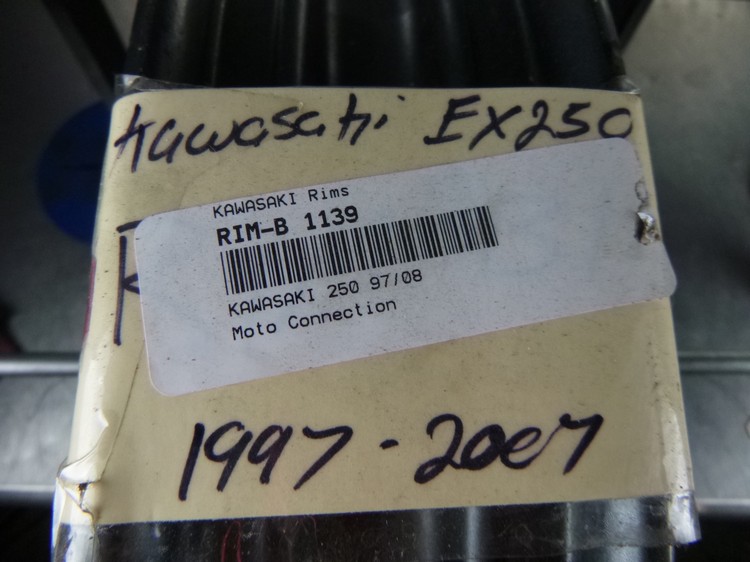 Kawasaki EX250
KAWASAKI Rims
RIM-B 1139
KAWASAKI 250 97/08
Moto Connection
1997-2007